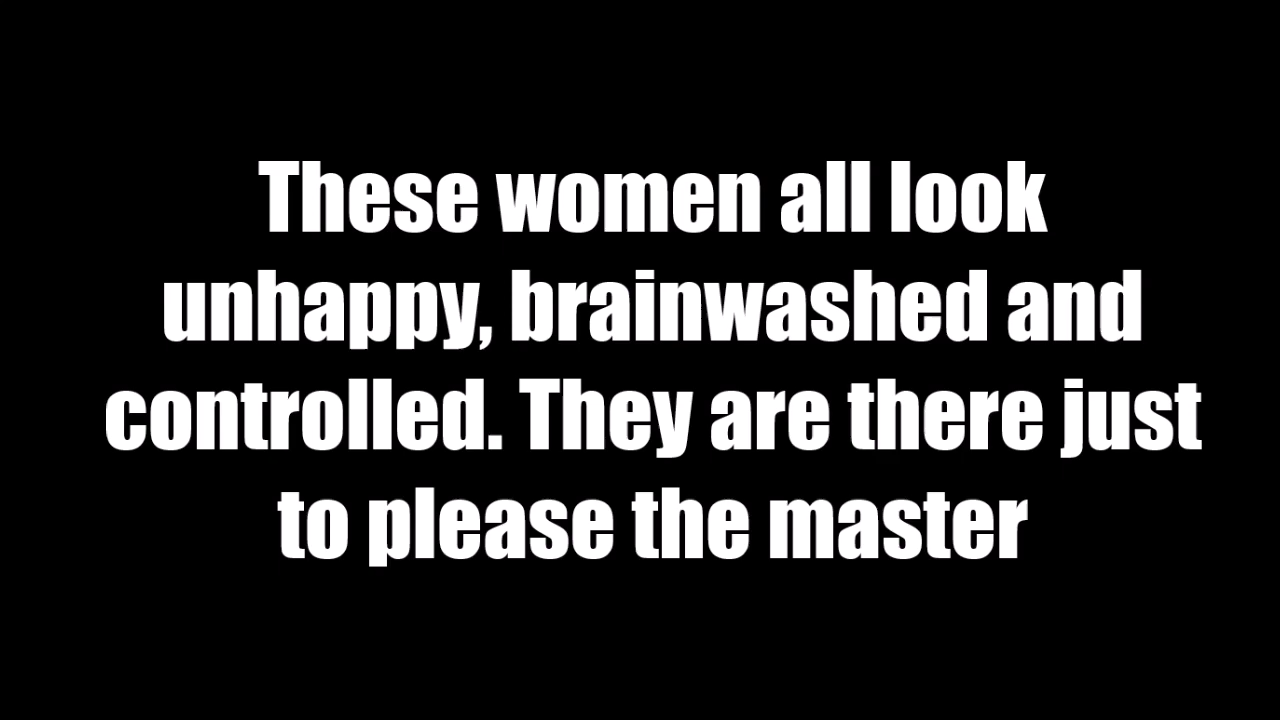 These women all look
unhappy, brainwashed and
controlled. They are there just
to please the master